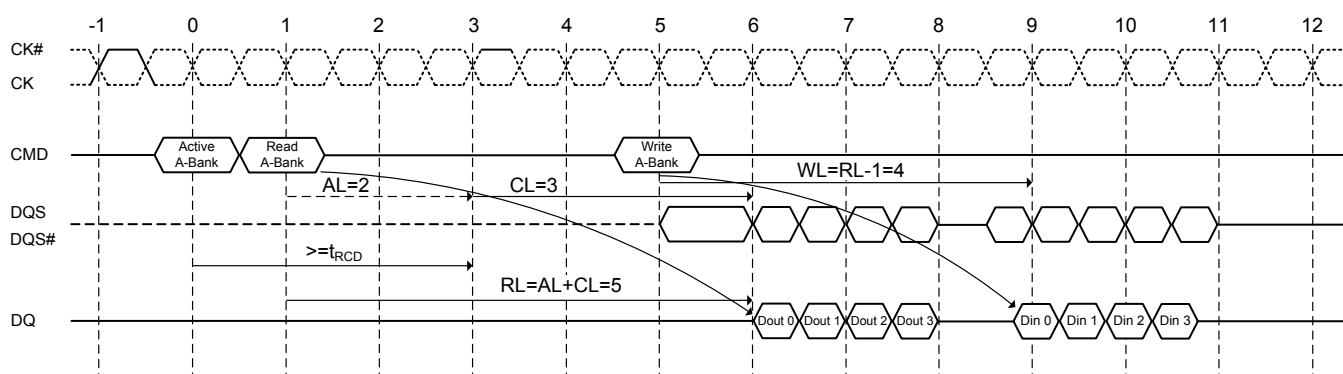 -1 0 1 2 3 4 5 6 7 8 9 10 11 12
CK#
CK
CMD
Active A-Bank
Read A-Bank
Write A-Bank
WL=RL-1=4
AL=2
CL=3
DQS
DQS#
>=tRCD
RL=AL+CL=5
DQ
Dout 0 Dout 1 Dout 2 Dout 3 Din 0 Din 1 Din 2 Din 3